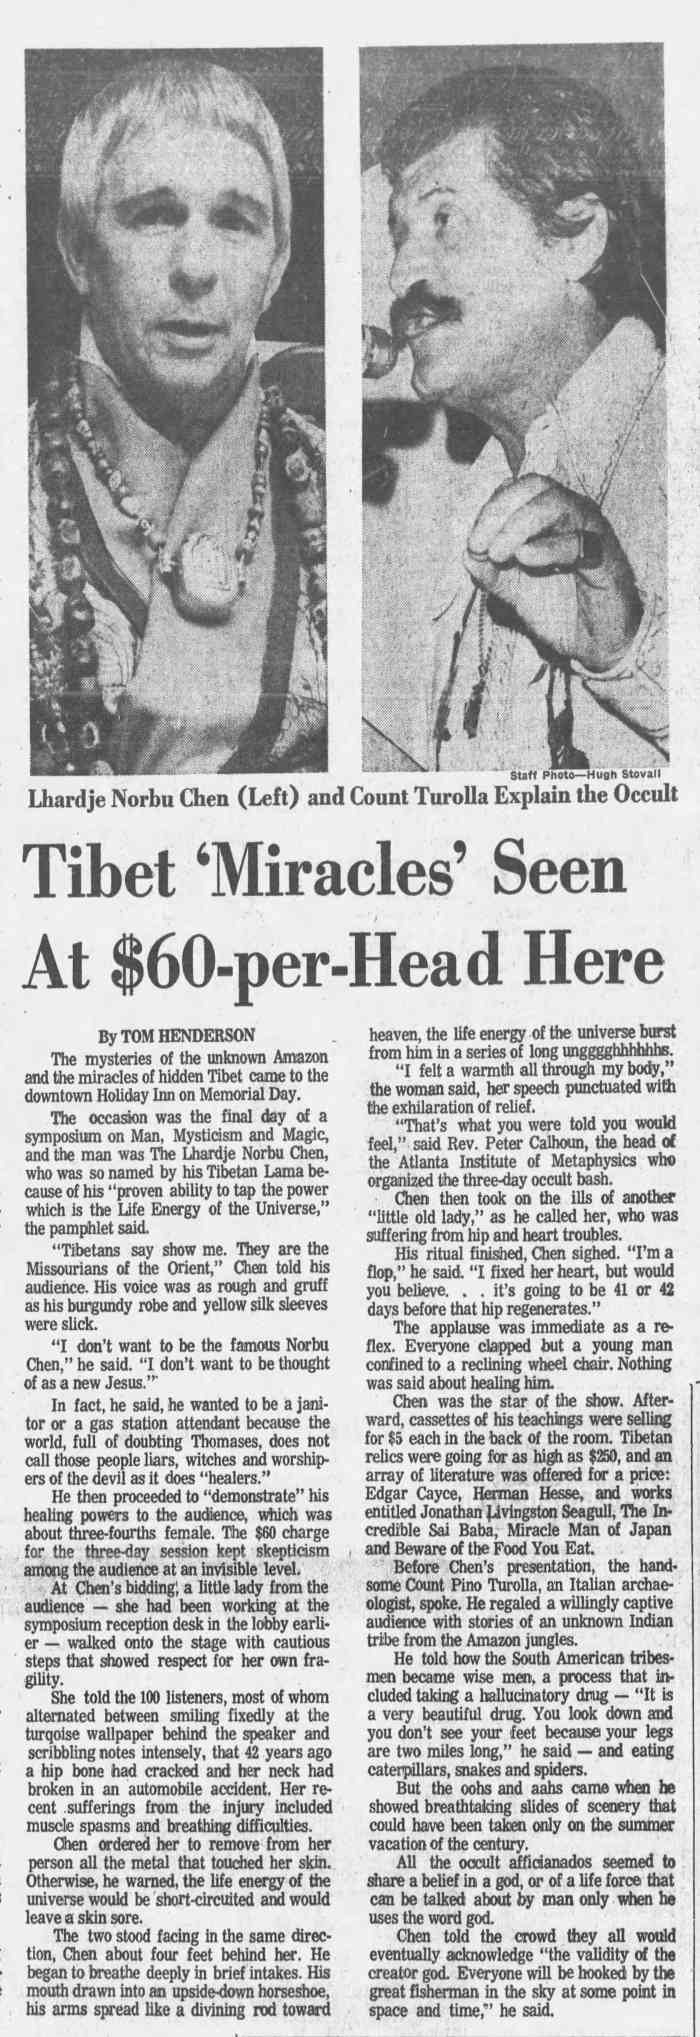 Staff Photo—Hugh Stovall
Lhardje Norbu Chen (Left) and Count Turolla Explain the Occult
Tibet ‘Miracles’ Seen
At $60-per-Head Here
By TOM HENDERSON
The mysteries of the unknown Amazon
and the miracles of hidden Tibet came to the
downtown Holiday Inn on Memorial Day.
The occasion was the final day of a
symposium on Man, Mysticism and Magic,
and the man was The Lhardje Norbu Chen,
who was so named by his Tibetan Lama be-
cause of his “proven ability to tap the power
which is the Life Energy of the Universe,”
the pamphlet said.
“Tibetans say show me. They are the
Missourians of the Orient,” Chen told his
audience. His voice was as rough and gruff
as his burgundy robe and yellow silk sleeves
were slick.
“I don’t want to be the famous Norbu
Chen,” he said. “I don’t want to be thought
of as a new Jesus.”
In fact, he said, he wanted to be a jani-
tor or a gas station attendant because the
world, full of doubting Thomases, does not
call those people liars, witches and worship-
ers of the devil as it does “healers.”
He then proceeded to “demonstrate” his
healing powers to the audience, which was
about three-fourths female. The $60 charge
for the three-day session kept skepticism
among the audience at an invisible level.
At Chen’s bidding, a little lady from the
audience — she had been working at the
symposium reception desk in the lobby earli-
er — walked onto the stage with cautious
steps that showed respect for her own fra-
gility.
She told the 100 listeners, most of whom
alternated between smiling fixedly at the
turqoise wallpaper behind the speaker and
scribbling notes intensely, that 42 years ago
a hip bone had cracked and her neck had
broken in an automobile accident. Her re-
cent sufferings from the injury included
muscle spasms and breathing difficulties.
Chen ordered her to remove from her
person all the metal that touched her skin.
Otherwise, he warned, the life energy of the
universe would be short-circuited and would
leave a skin sore.
The two stood facing in the same direc-
tion, Chen about four feet behind her. He
began to breathe deeply in brief intakes. His
mouth drawn into an upside-down horseshoe,
his arms spread like a divining rod toward
heaven, the life energy of the universe burst
from him in a series of long ungggghhhhhhs.
“I felt a warmth all through my body,”
the woman said, her speech punctuated with
the exhilaration of relief.
“That’s what you were told you would
feel,” said Rev. Peter Calhoun, the head of
the Atlanta Institute of Metaphysics who
organized the three-day occult bash.
Chen then took on the ills of another
“little old lady,” as he called her, who was
suffering from hip and heart troubles.
His ritual finished, Chen sighed. “I’m a
flop,” he said. “I fixed her heart, but would
you believe. . . it’s going to be 41 or 42
days before that hip regenerates.”
The applause was immediate as a re-
flex. Everyone clapped but a young man
confined to a reclining wheel chair. Nothing
was said about healing him.
Chen was the star of the show. After-
ward, cassettes of his teachings were selling
for $5 each in the back of the room. Tibetan
relics were going for as high as $250, and an
array of literature was offered for a price:
Edgar Cayce, Herman Hesse, and works
entitled Jonathan Livingston Seagull, The In-
credible Sai Baba, Miracle Man of Japan
and Beware of the Food You Eat.
Before Chen’s presentation, the hand-
some Count Pino Turolla, an Italian archae-
ologist, spoke. He regaled a willingly captive
audience with stories of an unknown Indian
tribe from the Amazon jungles.
He told how the South American tribes-
men became wise men, a process that in-
cluded taking a hallucinatory drug — “It is
a very beautiful drug. You look down and
you don’t see your feet because your legs
are two miles long,” he said — and eating
caterpillars, snakes and spiders.
But the oohs and aahs came when he
showed breathtaking slides of scenery that
could have been taken only on the summer
vacation of the century.
All the occult afficianados seemed to
share a belief in a god, or of a life force that
can be talked about by man only when he
uses the word god.
Chen told the crowd they all would
eventually acknowledge “the validity of the
creator god. Everyone will be hooked by the
great fisherman in the sky at some point in
space and time,” he said.